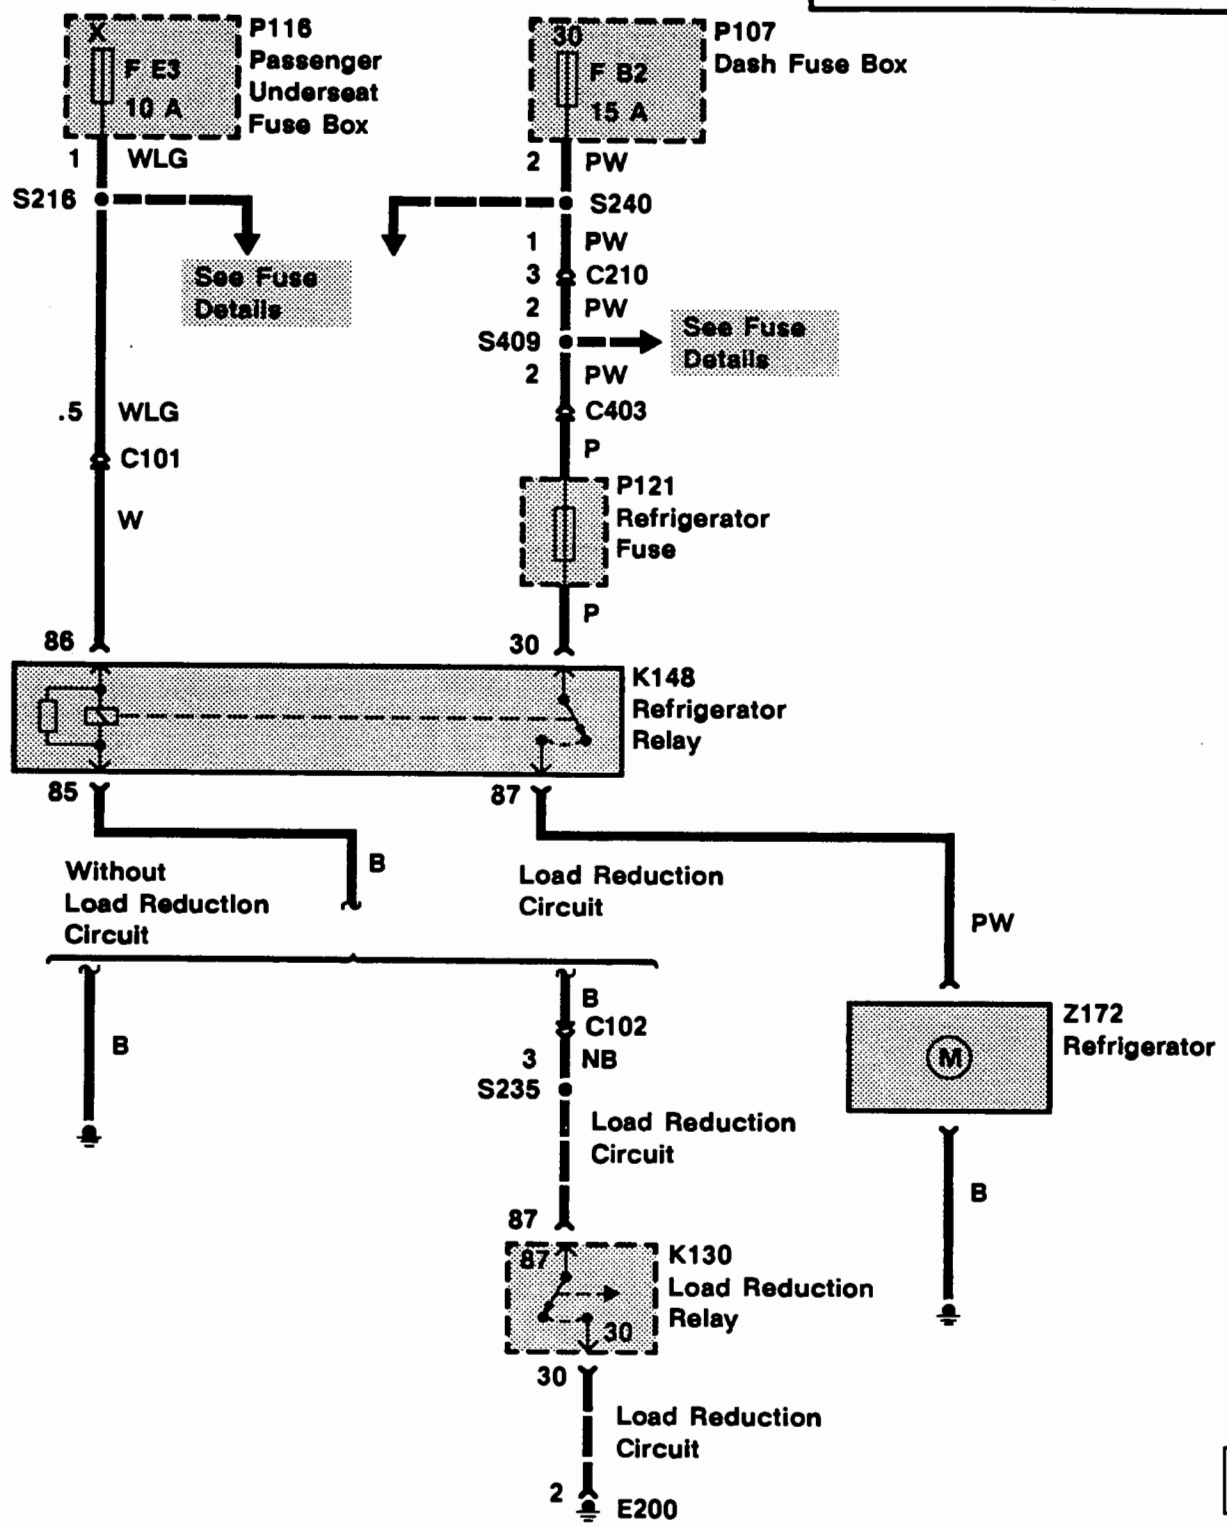 X
F E3
10 A
P116
Passenger
Underseat
Fuse Box
1 WLG
S216
See Fuse
Details
.5 WLG
C101
W
86
30
F B2
15 A
P107
Dash Fuse Box
2 PW
S240
1 PW
3 C210
2 PW
S409
See Fuse
Details
2 PW
C403
P
P121
Refrigerator
Fuse
P
30
K148
Refrigerator
Relay
85
87
B
Without
Load Reduction
Circuit
Load Reduction
Circuit
PW
B
B
C102
3 NB
S235
Load Reduction
Circuit
Z172
Refrigerator
M
B
87
87
30
K130
Load Reduction
Relay
30
Load Reduction
Circuit
2
E200